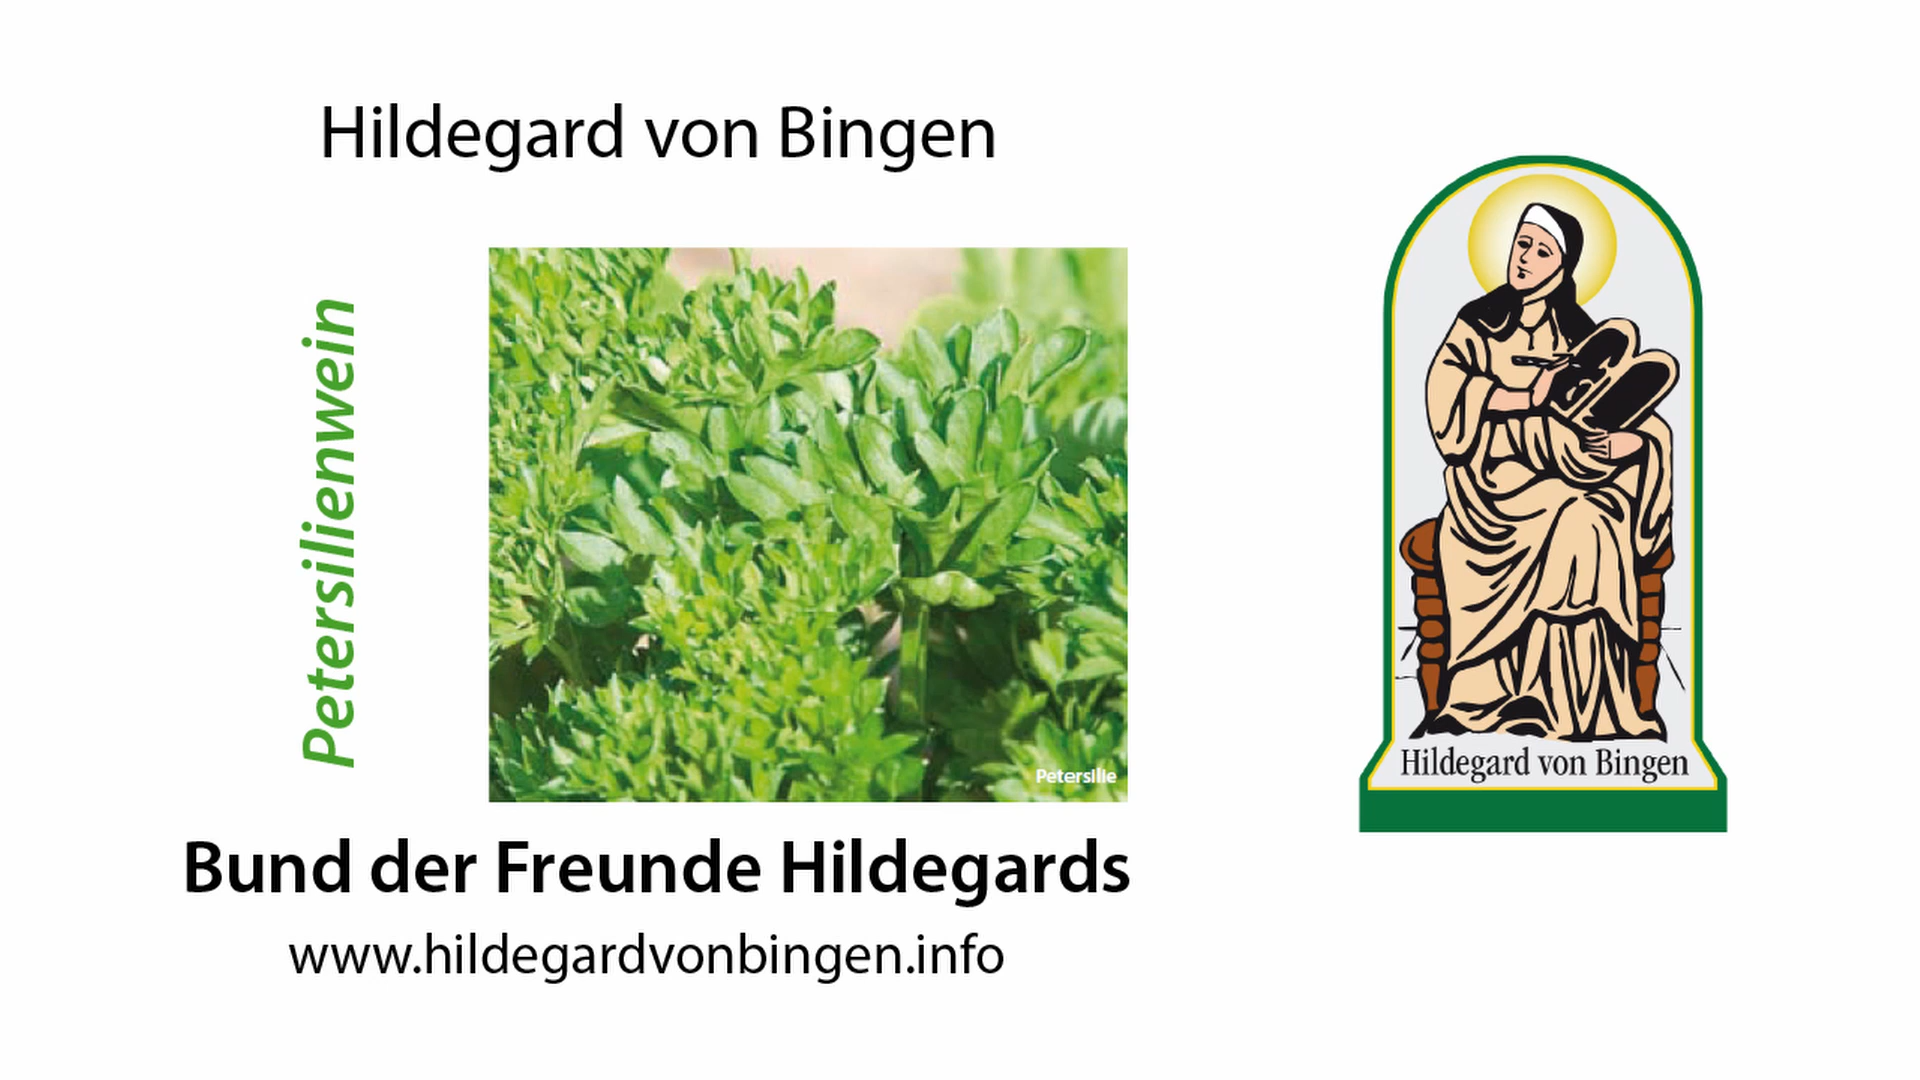 Hildegard von Bingen
Petersilienwein
Petersilie
Hildegard von Bingen
Bund der Freunde Hildegards
www.hildegardvonbingen.info